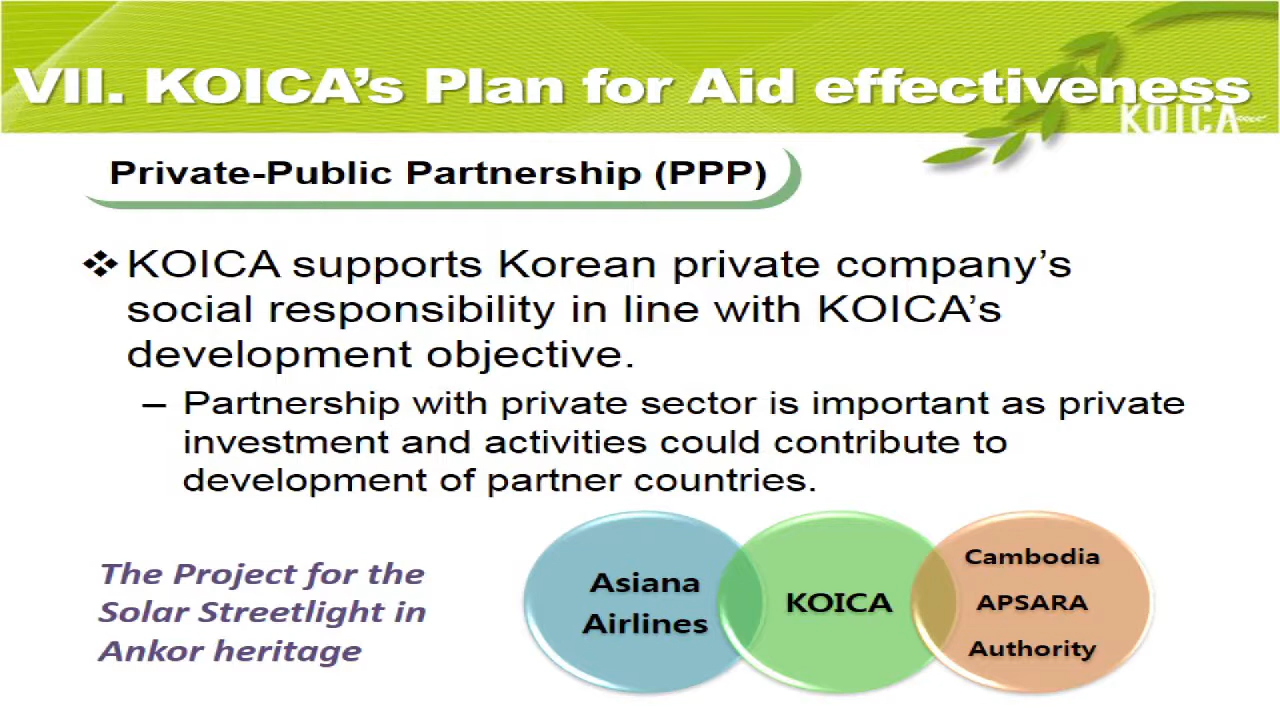 VII. KOICA’s Plan for Aid effectiveness
KOICA
Private-Public Partnership (PPP)
KOICA supports Korean private company’s
social responsibility in line with KOICA’s
development objective.
– Partnership with private sector is important as private
investment and activities could contribute to
development of partner countries.
The Project for the
Solar Streetlight in
Ankor heritage
Asiana
Airlines
KOICA
Cambodia
APSARA
Authority